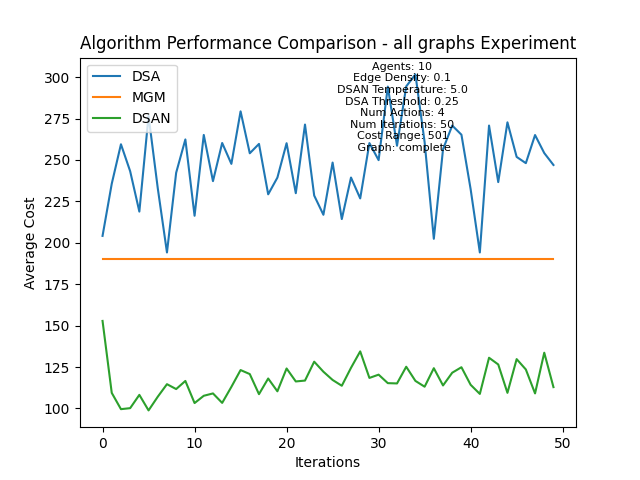 Algorithm Performance Comparison - all graphs Experiment
DSA
MGM
DSAN
Agents: 10
Edge Density: 0.1
DSAN Temperature: 5.0
DSA Threshold: 0.25
Num Actions: 4
Num Iterations: 50
Cost Range: 501
Graph: complete
Average Cost
300
275
250
225
200
175
150
125
100
0 10 20 30 40 50
Iterations